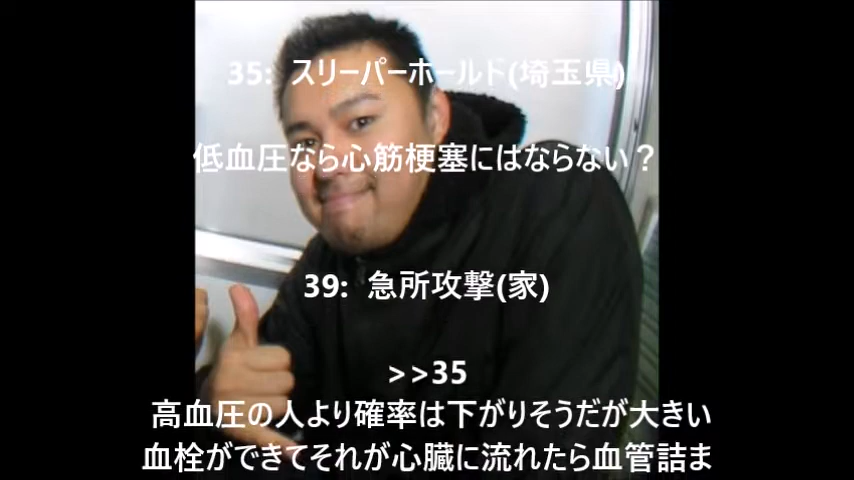 35: スリーパーホールド(埼玉県)
低血圧なら心筋梗塞にはならない？
39: 急所攻撃(家)
>>35
高血圧の人より確率は下がりそうだが大きい
血栓ができてそれが心臓に流れたら血管詰ま